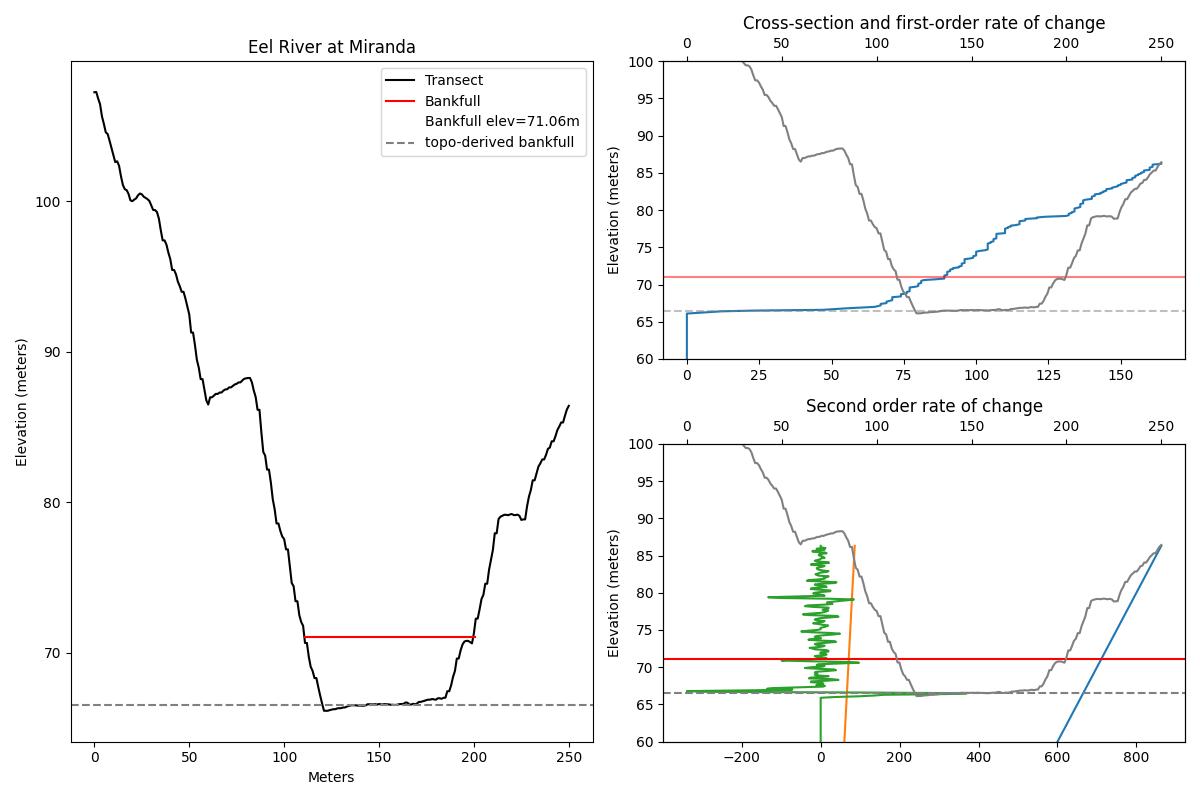 Eel River at Miranda
Transect
Bankfull
Bankfull elev=71.06m
topo-derived bankfull
Elevation (meters)
100
90
80
70
0 50 100 150 200 250
Meters
Cross-section and first-order rate of change
0 50 100 150 200 250
Elevation (meters)
100
95
90
85
80
75
70
65
60
0 25 50 75 100 125 150
Second order rate of change
0 50 100 150 200 250
Elevation (meters)
100
95
90
85
80
75
70
65
60
−200 0 200 400 600 800